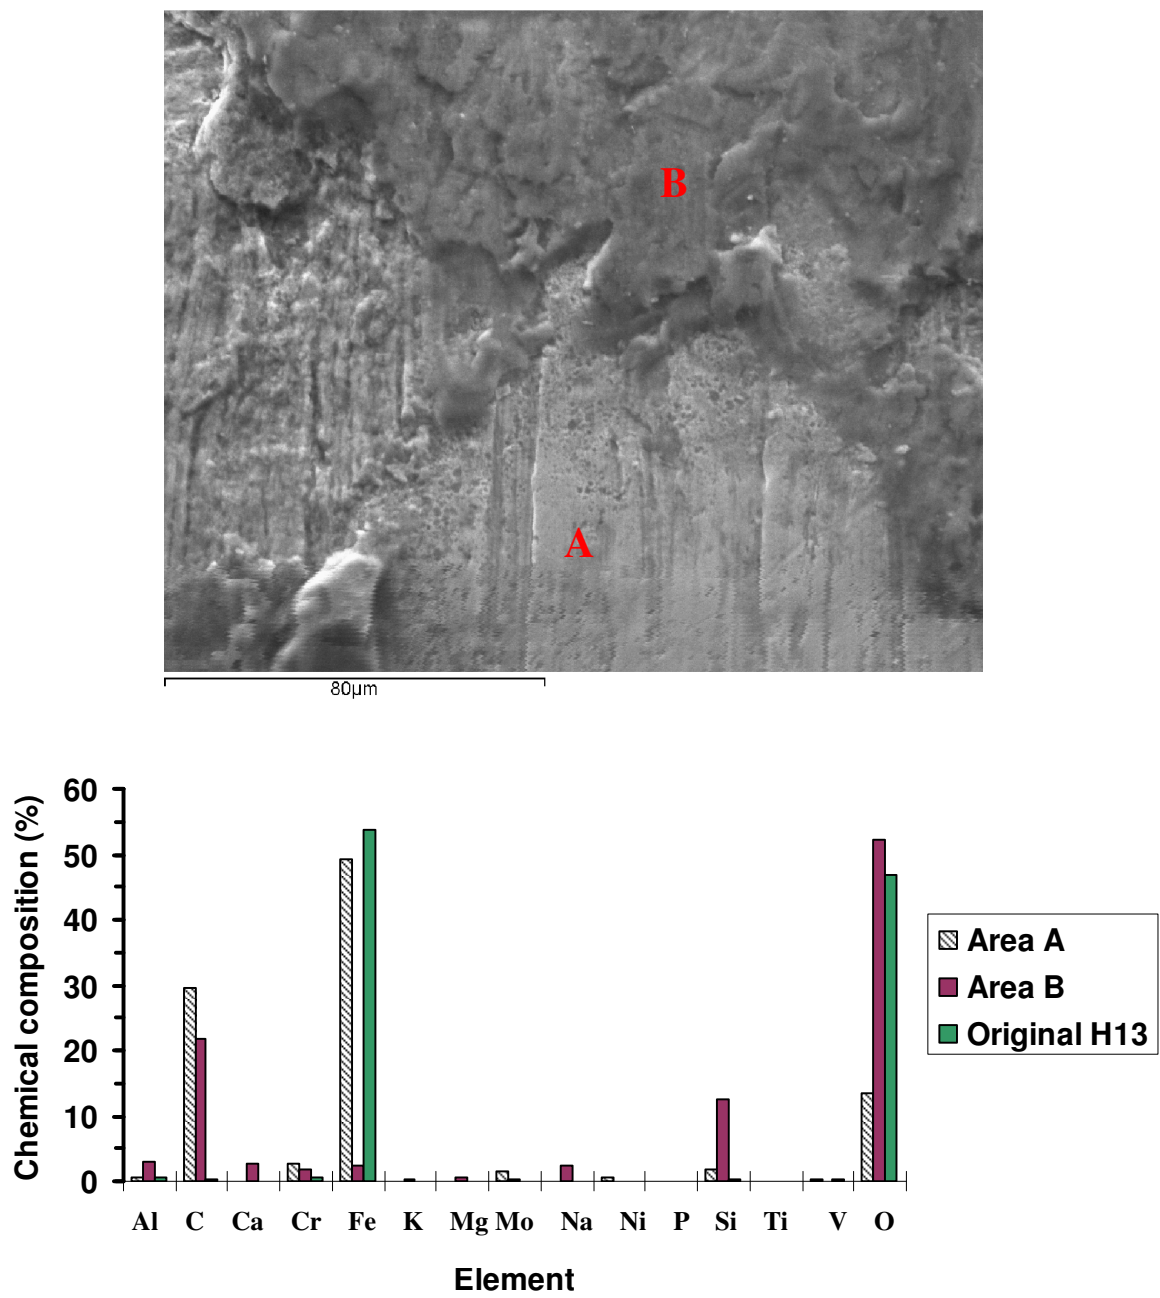 B
A
80µm
Chemical composition (%)
60
50
40
30
20
10
0
Al C Ca Cr Fe K Mg Mo Na Ni P Si Ti V O
Element
Area A
Area B
Original H13